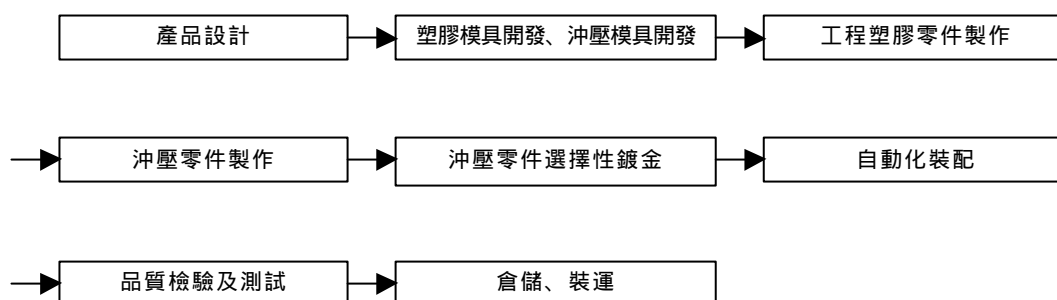 產品設計
塑膠模具開發、沖壓模具開發
工程塑膠零件製作
沖壓零件製作
沖壓零件選擇性鍍金
自動化裝配
品質檢驗及測試
倉儲、裝運